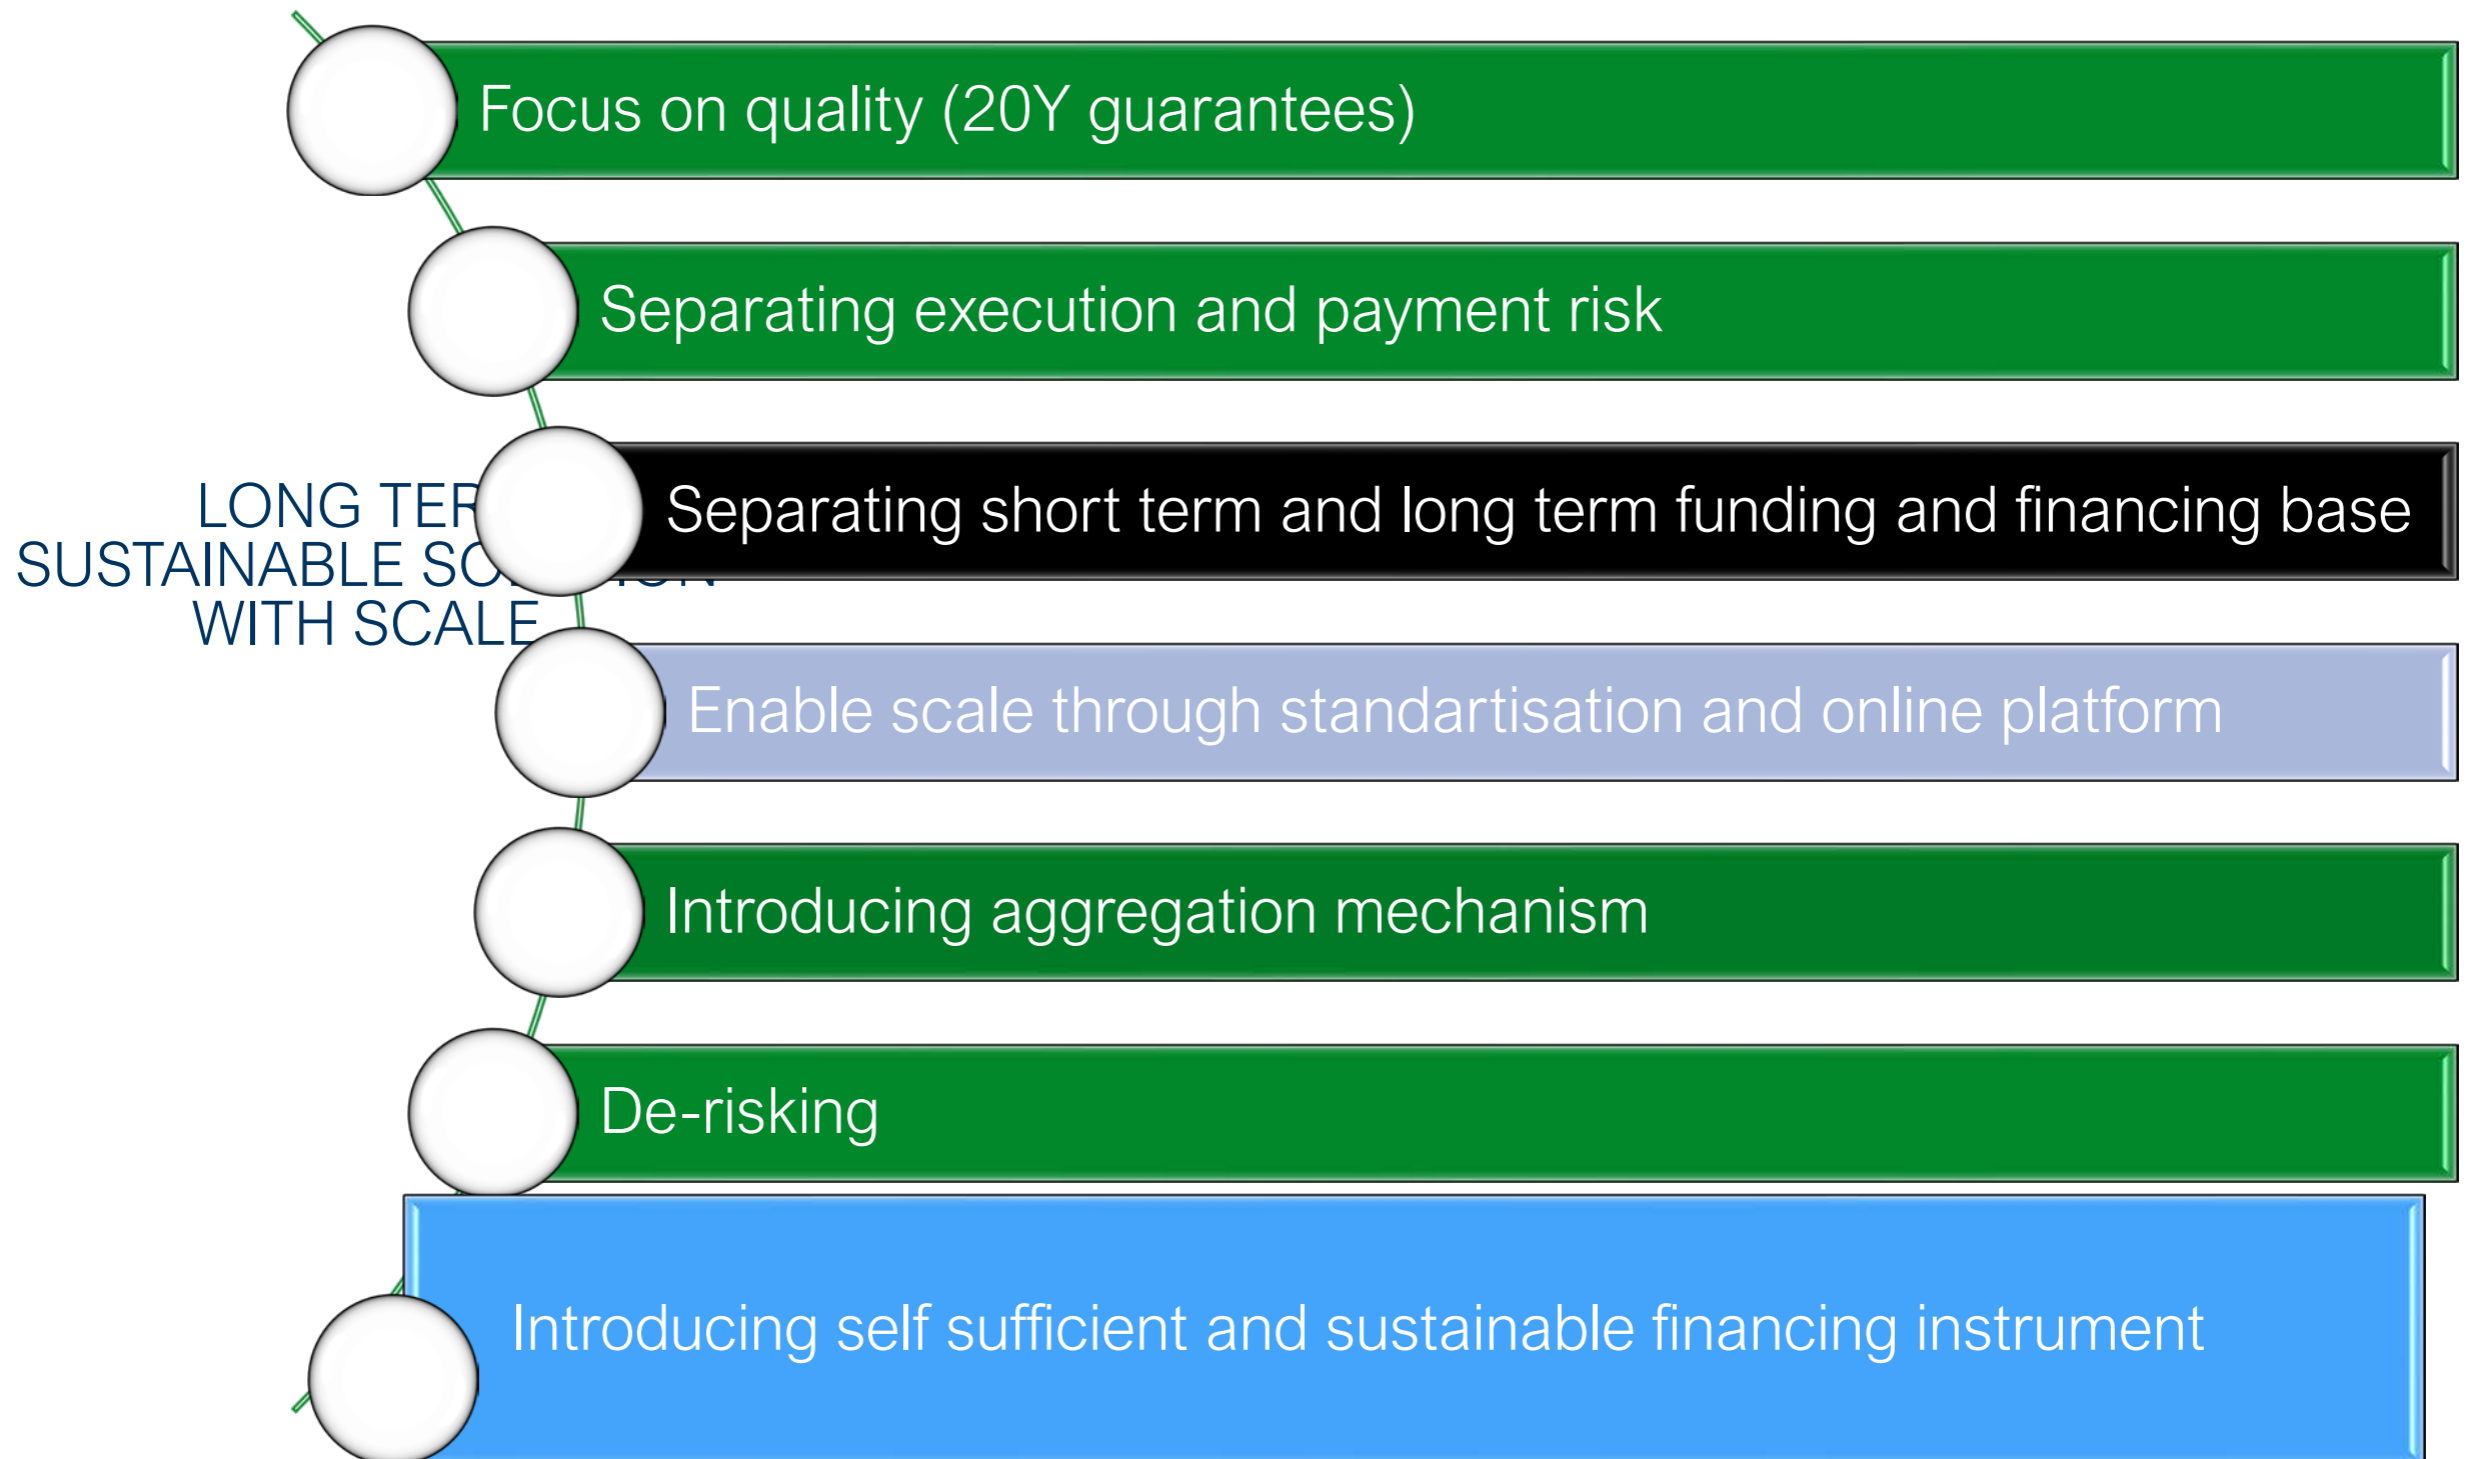 Focus on quality (20Y guarantees)
Separating execution and payment risk
Separating short term and long term funding and financing base
LONG TER
SUSTAINABLE SO ION
WITH SCALE
Enable scale through standartisation and online platform
Introducing aggregation mechanism
De-risking
Introducing self sufficient and sustainable financing instrument